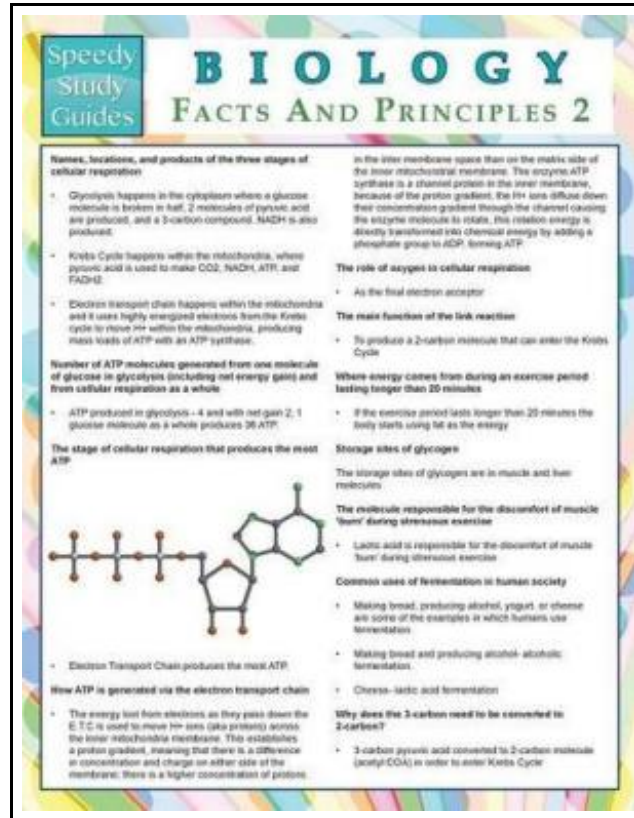 Speedy
Study
Guides
BIOLOGY
FACTS AND PRINCIPLES 2
Names, locations, and products of the three stages of
cellular respiration
• Glycolysis happens in the cytoplasm where a glucose
molecule is broken in half, 2 molecules of pyruvic acid
are produced, and a 3-carbon compound. NADH is also
produced.
• Krebs Cycle happens within the mitochondria, where
pyruvic acid is used to make CO2, NADH, ATP, and
FADH2.
• Electron transport chain happens within the mitochondria
and it uses highly energized electrons from the Krebs
cycle to move H+ within the mitochondria, producing
mass loads of ATP with an ATP synthase.
Number of ATP molecules generated from one molecule
of glucose in glycolysis (including net energy gain) and
from cellular respiration as a whole
• ATP produced in glycolysis - 4 and with net gain 2, 1
glucose molecule as a whole produces 36 ATP.
The stage of cellular respiration that produces the most
ATP
• Electron Transport Chain produces the most ATP.
How ATP is generated via the electron transport chain
• The energy lost from electrons as they pass down the
E.T.C is used to move H+ ions (aka protons) across
the inner mitochondria membrane. This establishes
a proton gradient, meaning that there is a difference
in concentration and charge on either side of the
membrane; there is a higher concentration of protons
in the inter membrane space than on the matrix side of
the inner mitochondrial membrane. The enzyme ATP
synthase is a channel protein in the inner membrane,
because of the proton gradient, the H+ ions diffuse down
their concentration gradient through the channel causing
the enzyme molecule to rotate, this rotation energy is
directly transformed into chemical energy by adding a
phosphate group to ADP, forming ATP
The role of oxygen in cellular respiration
• As the final electron acceptor
The main function of the link reaction
• To produce a 2-carbon molecule that can enter the Krebs
Cycle
Where energy comes from during an exercise period
lasting longer than 20 minutes
• If the exercise period lasts longer than 20 minutes the
body starts using fat as the energy
Storage sites of glycogen
The storage sites of glycogen are in muscle and liver
molecules
The molecule responsible for the discomfort of muscle
'burn' during strenuous exercise
• Lactic acid is responsible for the discomfort of muscle
'burn' during strenuous exercise
Common uses of fermentation in human society
• Making bread, producing alcohol, yogurt, or cheese
are some of the examples in which humans use
fermentation.
• Making bread and producing alcohol- alcoholic
fermentation.
• Cheese- lactic acid fermentation
Why does the 3-carbon need to be converted to
2-carbon?
• 3-carbon pyruvic acid converted to 2-carbon molecule
(acetyl COA) in order to enter Krebs Cycle